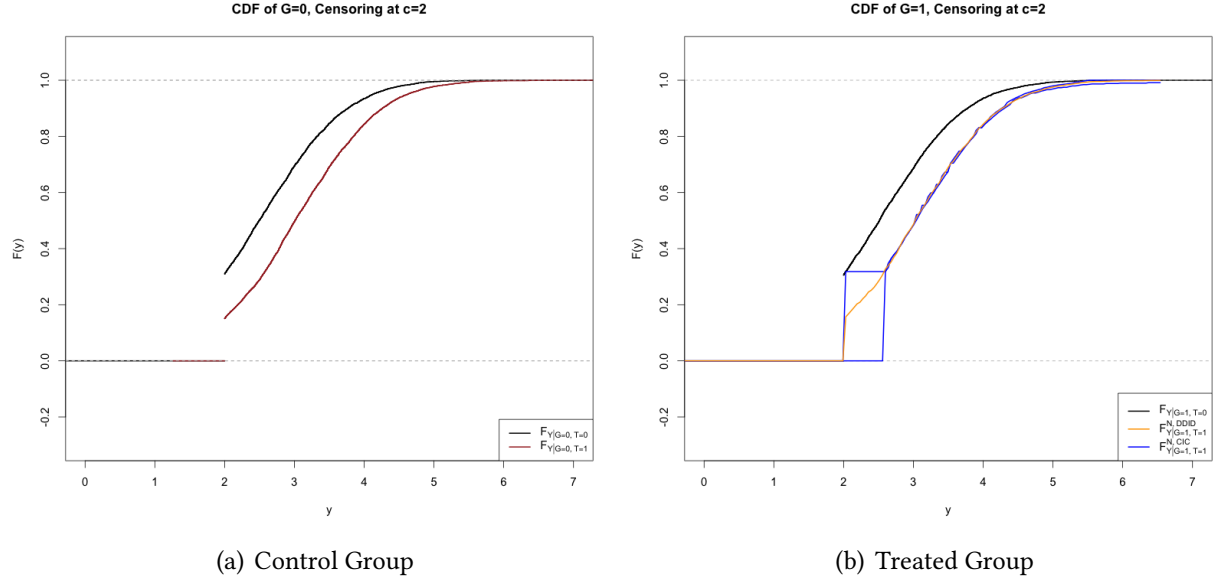 CDF of G=0, Censoring at c=2
F(y)
1.0
0.8
0.6
0.4
0.2
0.0
-0.2
0 1 2 3 4 5 6 7
y
F_{Y|G=0, T=0}
F_{Y|G=0, T=1}
(a) Control Group
CDF of G=1, Censoring at c=2
F(y)
1.0
0.8
0.6
0.4
0.2
0.0
-0.2
0 1 2 3 4 5 6 7
y
F_{Y|G=1, T=0}
F^{N, DDID}_{Y|G=1, T=1}
F^{N, CIC}_{Y|G=1, T=1}
(b) Treated Group